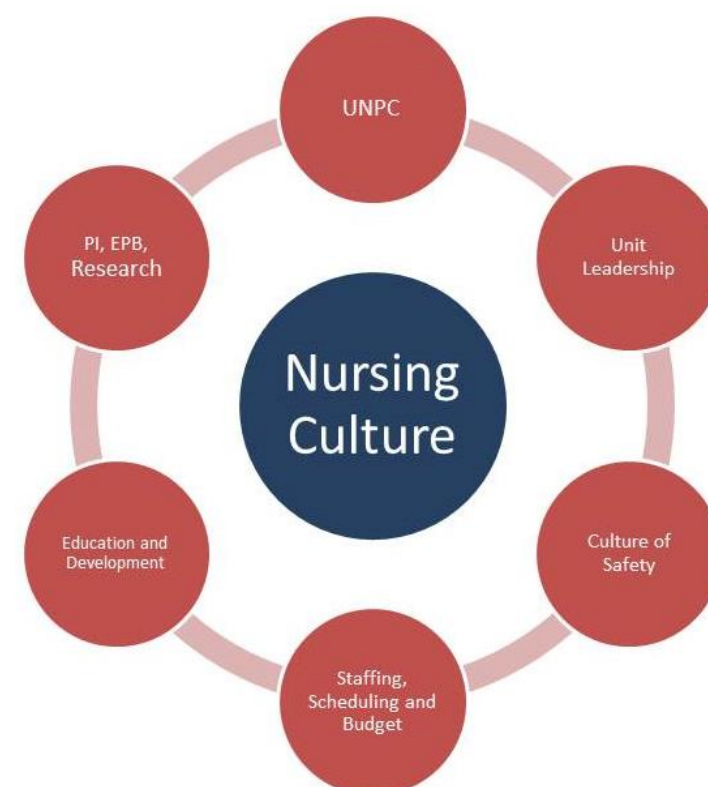 UNPC
Unit
Leadership
Culture of
Safety
Staffing,
Scheduling and
Budget
Education and
Development
PI, EPB,
Research
Nursing
Culture